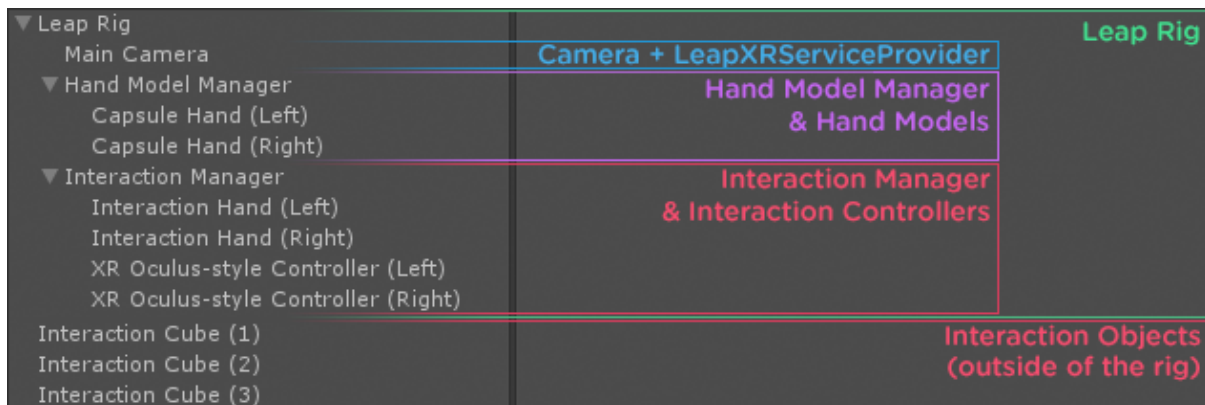 Leap Rig
Leap Rig
Main Camera
Camera + LeapXRServiceProvider
Hand Model Manager
Hand Model Manager
Capsule Hand (Left)
& Hand Models
Capsule Hand (Right)
Interaction Manager
Interaction Manager
Interaction Hand (Left)
& Interaction Controllers
Interaction Hand (Right)
XR Oculus-style Controller (Left)
XR Oculus-style Controller (Right)
Interaction Cube (1)
Interaction Objects
Interaction Cube (2)
(outside of the rig)
Interaction Cube (3)